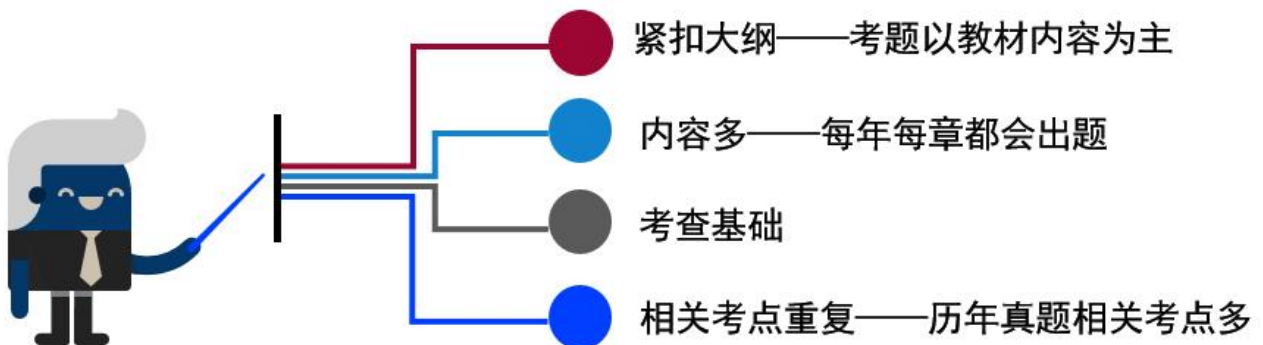 紧扣大纲——考题以教材内容为主
内容多——每年每章都会出题
考查基础
相关考点重复——历年真题相关考点多